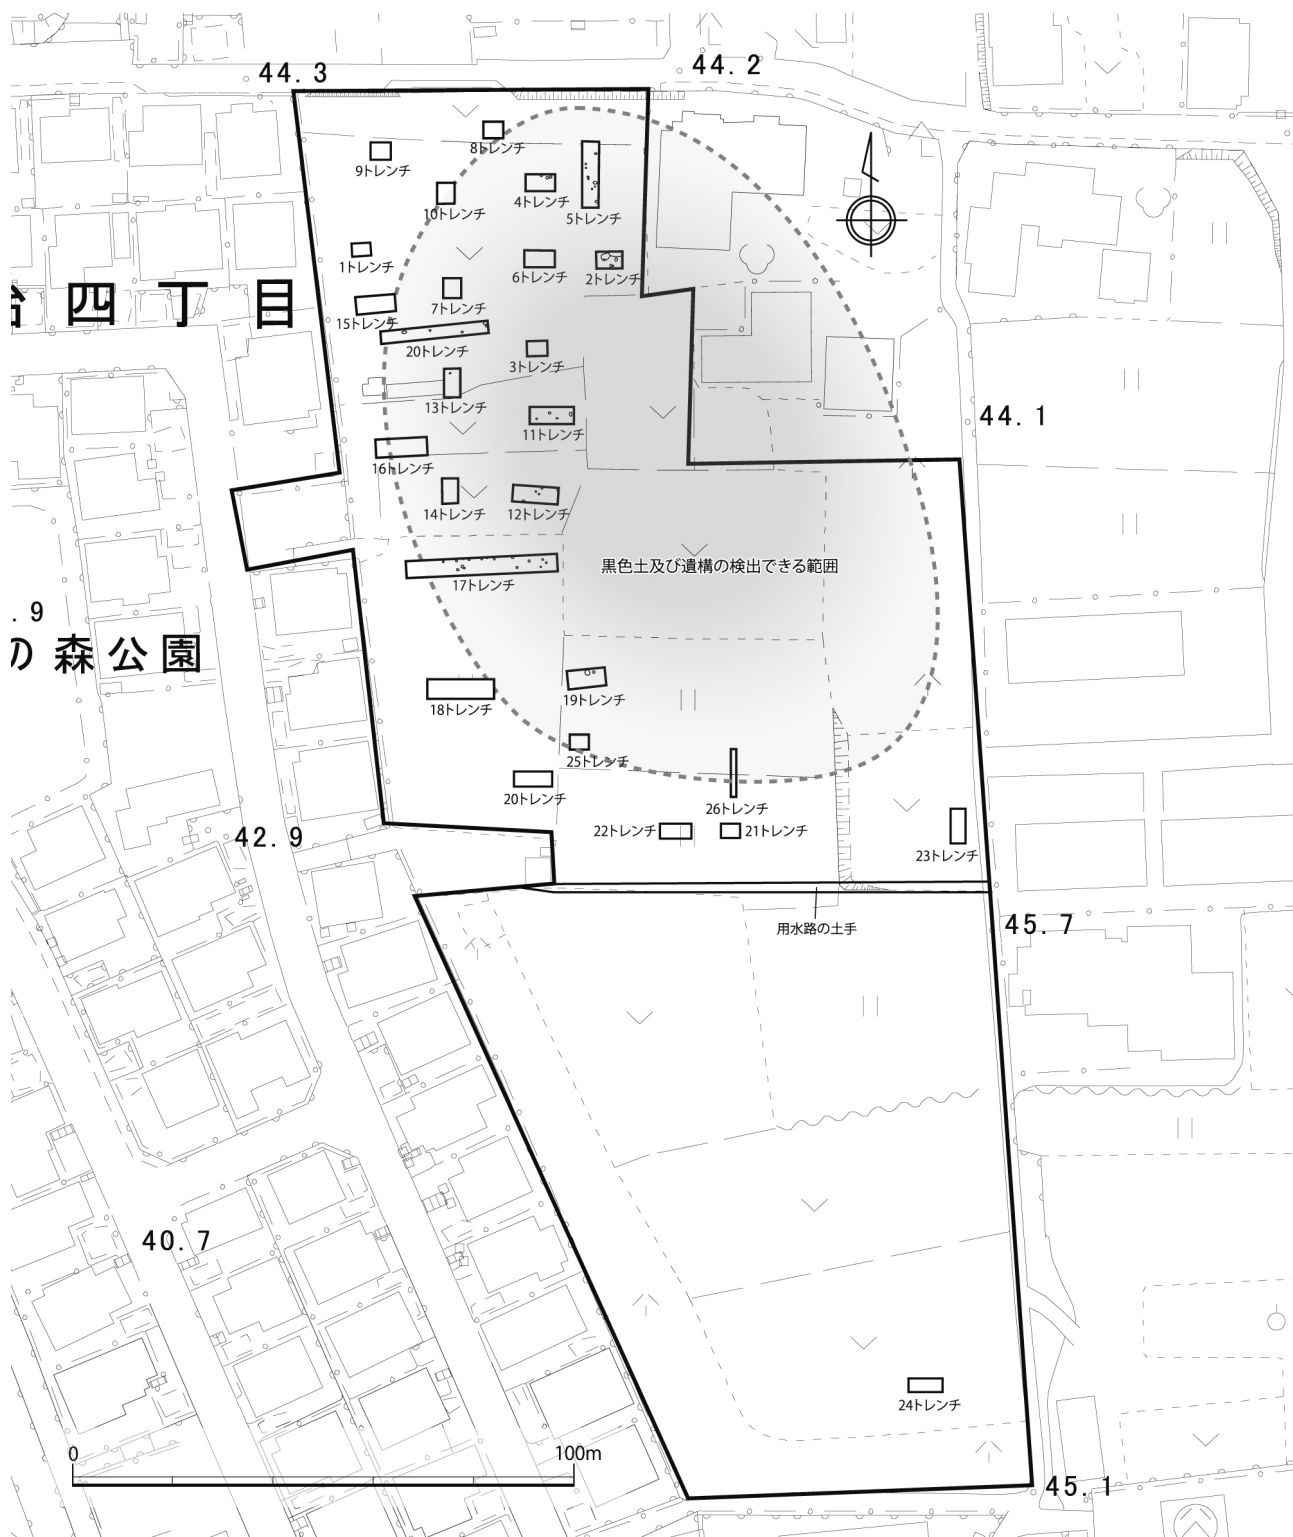 44.3
44.2
8トレンチ
9トレンチ
4トレンチ
10トレンチ
5トレンチ
1トレンチ
6トレンチ
2トレンチ
台四丁目
7トレンチ
15トレンチ
20トレンチ
3トレンチ
13トレンチ
11トレンチ
44.1
16トレンチ
14トレンチ
12トレンチ
黒色土及び遺構の検出できる範囲
17トレンチ
.9
の森公園
19トレンチ
18トレンチ
25トレンチ
20トレンチ
26トレンチ
22トレンチ
21トレンチ
42.9
23トレンチ
用水路の土手
45.7
40.7
24トレンチ
0
100m
45.1